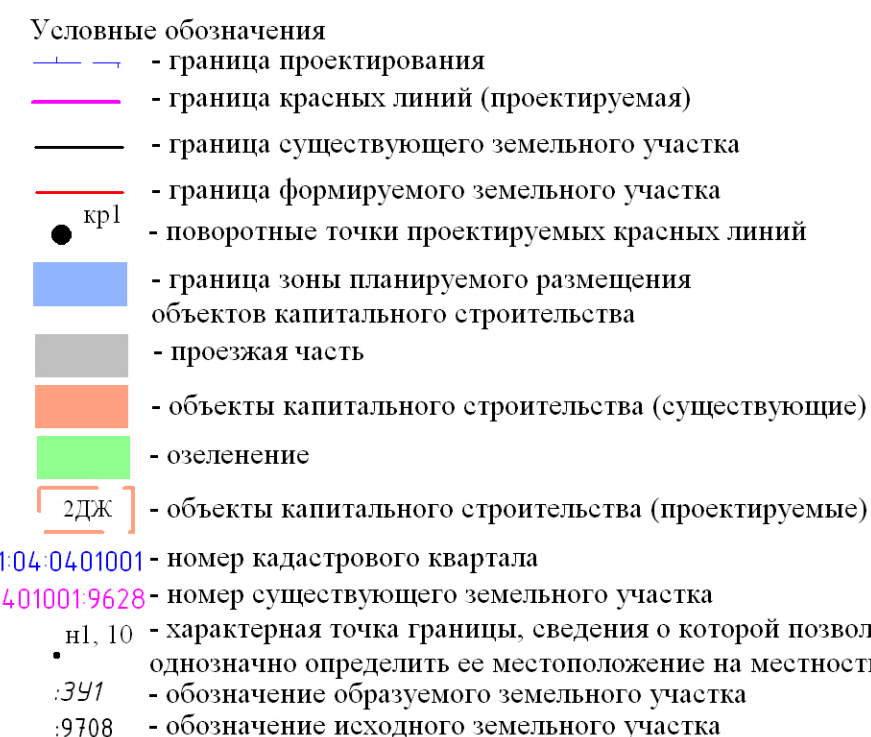 Условные обозначения
- граница проектирования
- граница красных линий (проектируемая)
- граница существующего земельного участка
- граница формируемого земельного участка
кр1
- поворотные точки проектируемых красных линий
- граница зоны планируемого размещения
объектов капитального строительства
- проезжая часть
- объекты капитального строительства (существующие)
- озеленение
2ДЖ - объекты капитального строительства (проектируемые)
1:04:0401001 - номер кадастрового квартала
401001:9628 - номер существующего земельного участка
н1, 10 - характерная точка границы, сведения о которой позвол
однозначно определить ее местоположение на местност
:ЗУ1 - обозначение образуемого земельного участка
:9708 - обозначение исходного земельного участка